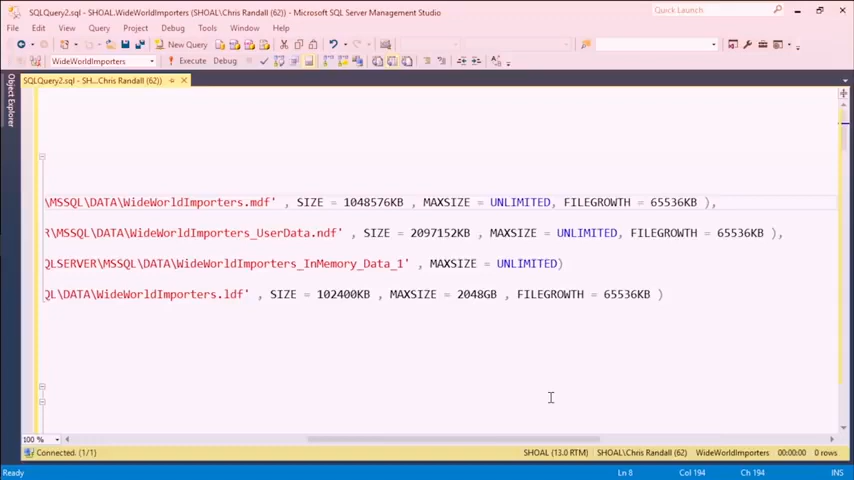 SQLQuery2.sql - SHOAL.WideWorldImporters (SHOAL\Chris Randall (62)) - Microsoft SQL Server Management Studio
Quick Launch
File Edit View Query Project Debug Tools Window Help
New Query
WideWorldImporters Execute Debug
SQLQuery2.sql - SH...Chris Randall (62))
Object Explorer
\MSSQL\DATA\WideWorldImporters.mdf' , SIZE = 1048576KB , MAXSIZE = UNLIMITED, FILEGROWTH = 65536KB ),
R\MSSQL\DATA\WideWorldImporters_UserData.ndf' , SIZE = 2097152KB , MAXSIZE = UNLIMITED, FILEGROWTH = 65536KB ),
QLSERVER\MSSQL\DATA\WideWorldImporters_InMemory_Data_1' , MAXSIZE = UNLIMITED)
QL\DATA\WideWorldImporters.ldf' , SIZE = 102400KB , MAXSIZE = 2048GB , FILEGROWTH = 65536KB )
100 %
Connected. (1/1) SHOAL (13.0 RTM) SHOAL\Chris Randall (62) WideWorldImporters 00:00:00 0 rows
Ready Ln 8 Col 194 Ch 194 INS